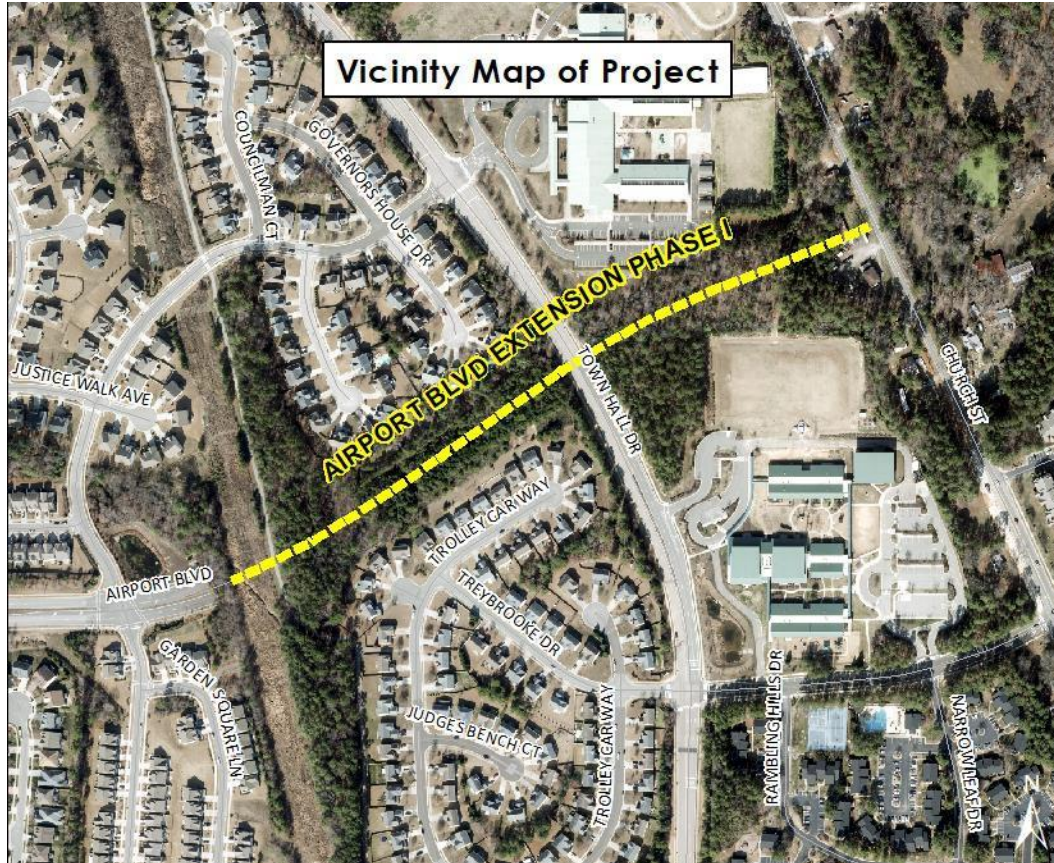 Vicinity Map of Project
COUNCILMAN CT
GOVERNORS HOUSE DR
AIRPORT BLVD EXTENSION PHASE I
TOWN HALL DR
CHURCH ST
JUSTICE WALK AVE
AIRPORT BLVD
TROLLEY CAR WAY
TREYBROOKE DR
GARDEN SQUARE LN
JUDGES BENCH CT
TROLLEY CAR WAY
RAMBLING HILLS DR
NARROW LEAF DR
N